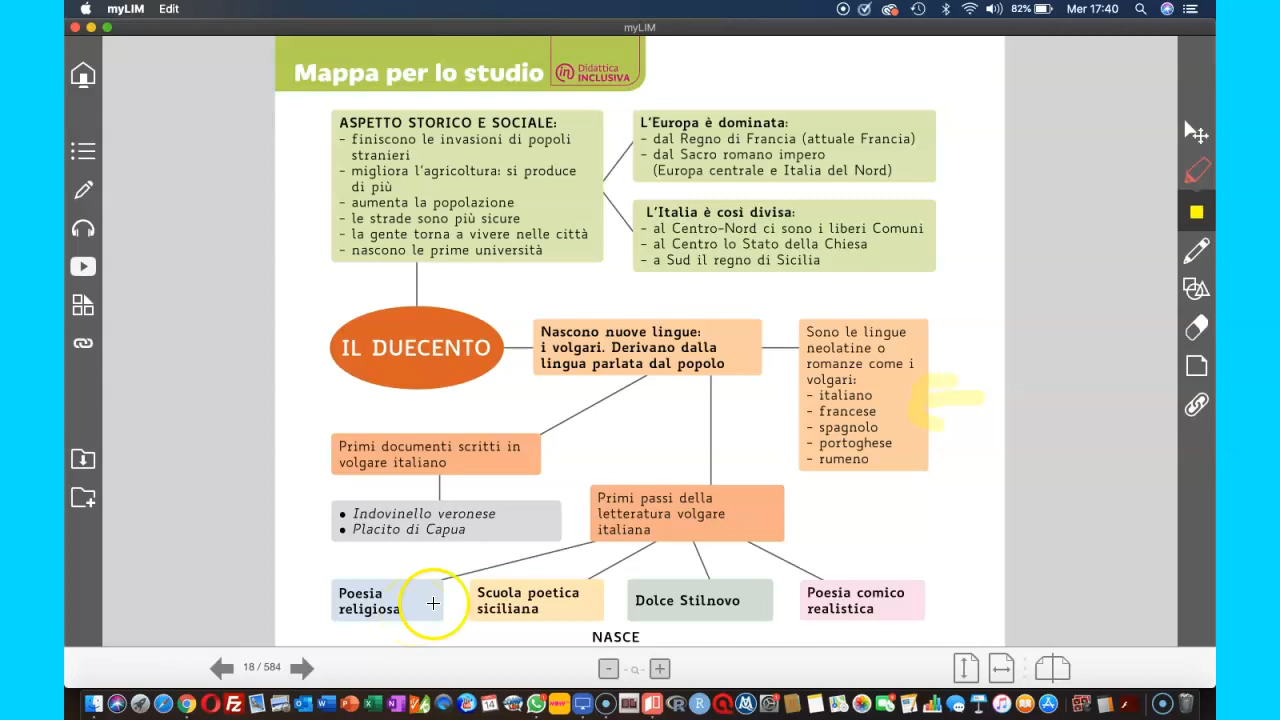 myLIM
Edit
82%
Mer 17:40
myLIM
Mappa per lo studio
Didattica
INCLUSIVA
ASPETTO STORICO E SOCIALE:
- finiscono le invasioni di popoli
stranieri
- migliora l'agricoltura: si produce
di più
- aumenta la popolazione
- le strade sono più sicure
- la gente torna a vivere nelle città
- nascono le prime università
L'Europa è dominata:
- dal Regno di Francia (attuale Francia)
- dal Sacro romano impero
(Europa centrale e Italia del Nord)
L'Italia è così divisa:
- al Centro-Nord ci sono i liberi Comuni
- al Centro lo Stato della Chiesa
- a Sud il regno di Sicilia
IL DUECENTO
Nascono nuove lingue:
i volgari. Derivano dalla
lingua parlata dal popolo
Sono le lingue
neolatine o
romanze come i
volgari:
- italiano
- francese
- spagnolo
- portoghese
- rumeno
Primi documenti scritti in
volgare italiano
• Indovinello veronese
• Placito di Capua
Primi passi della
letteratura volgare
italiana
Poesia
religiosa
Scuola poetica
siciliana
Dolce Stilnovo
Poesia comico
realistica
NASCE
18 / 584